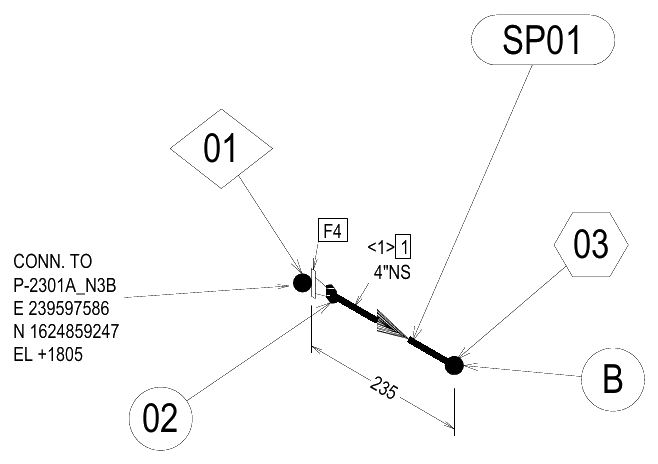 SP01
01
F4
<1> 1
4"NS
03
CONN. TO
P-2301A_N3B
E 239597586
N 1624859247
EL +1805
235
B
02